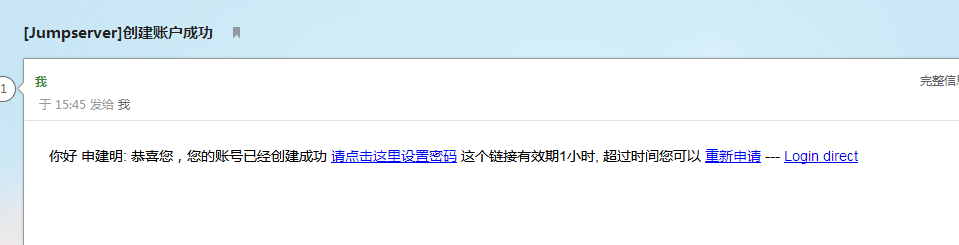 [Jumpserver]创建账户成功
1
我
完整信息
于 15:45 发给 我
你好 申建明: 恭喜您，您的账号已经创建成功 请点击这里设置密码 这个链接有效期1小时, 超过时间您可以 重新申请 --- Login direct